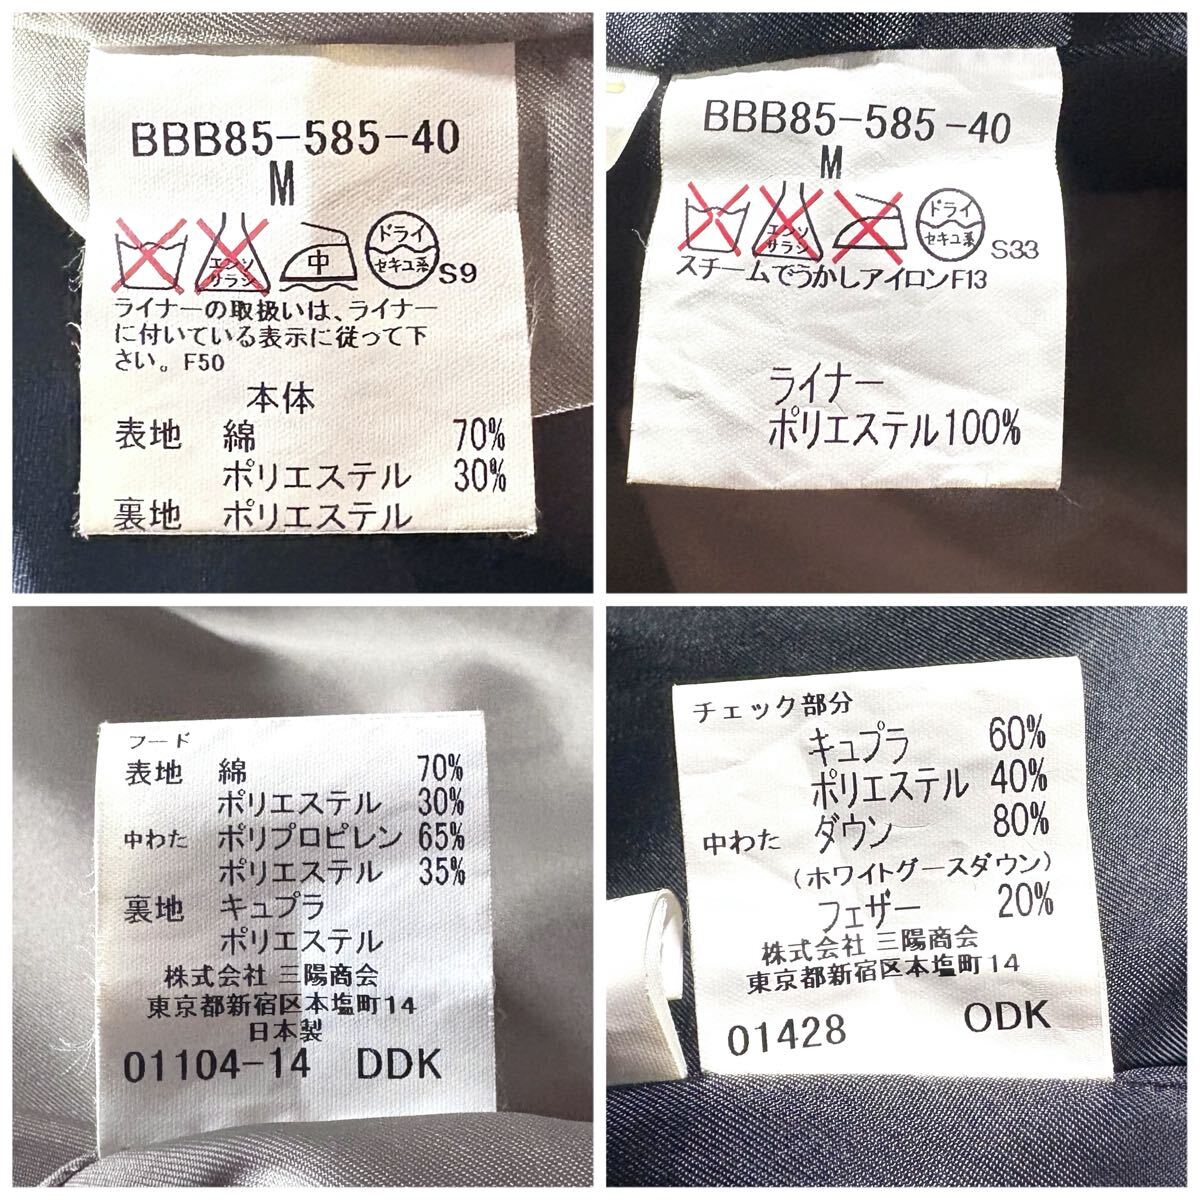 BBB85-585-40
M
中
エンソ
サラシ
ドライ
セキユ系
S9
ライナーの取扱いは、ライナー
に付いている表示に従って下
さい。F50
本体
表地 綿 70%
ポリエステル 30%
裏地 ポリエステル
BBB85-585-40
M
エンソ
サラシ
ドライ
セキユ系
S33
スチームでうかしアイロンF13
ライナー
ポリエステル100%
フード
表地 綿 70%
ポリエステル 30%
中わた ポリプロピレン 65%
ポリエステル 35%
裏地 キュプラ
ポリエステル
株式会社 三陽商会
東京都新宿区本塩町14
日本製
01104-14 DDK
チェック部分
キュプラ 60%
ポリエステル 40%
中わた ダウン 80%
(ホワイトグースダウン)
フェザー 20%
株式会社 三陽商会
東京都新宿区本塩町14
01428 ODK